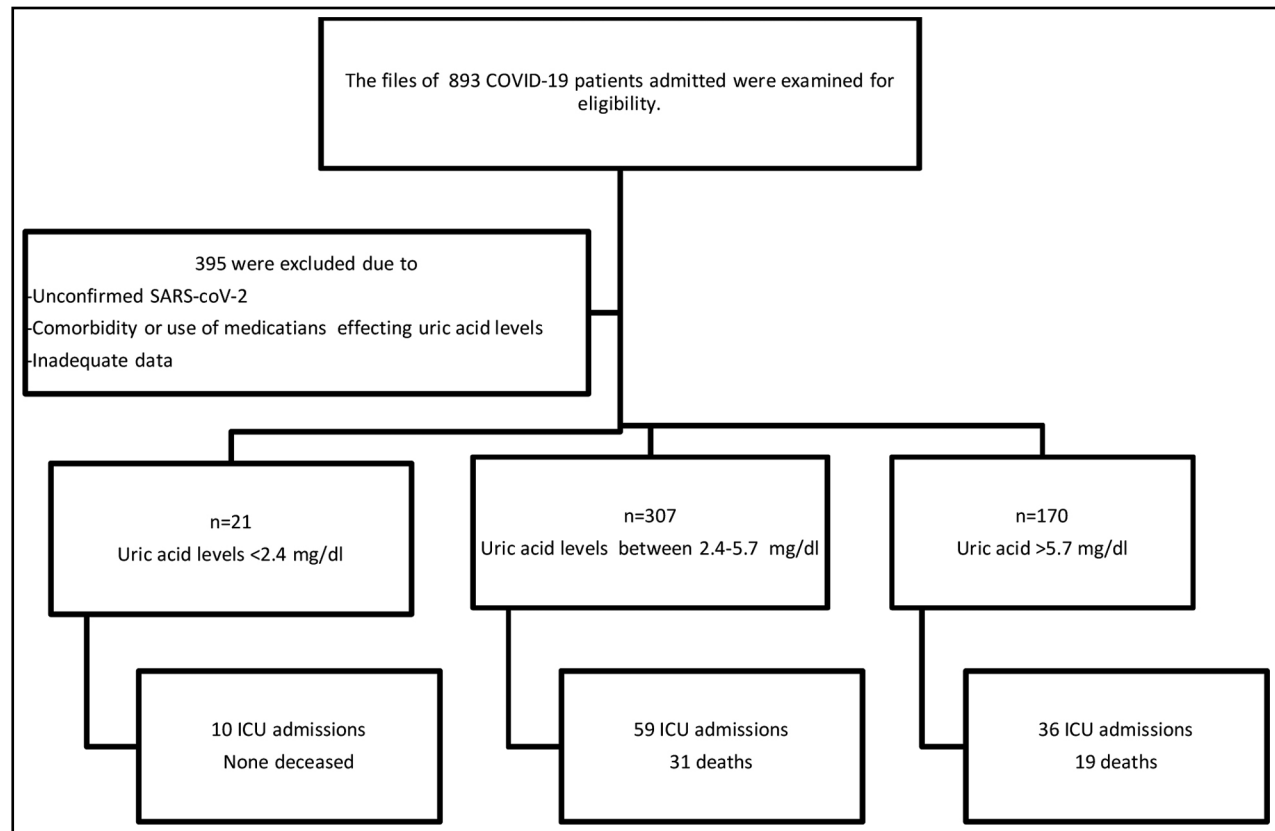 The files of 893 COVID-19 patients admitted were examined for
eligibility.
395 were excluded due to
-Unconfirmed SARS-coV-2
-Comorbidity or use of medicatians effecting uric acid levels
-Inadequate data
n=21
Uric acid levels <2.4 mg/dl
n=307
Uric acid levels between 2.4-5.7 mg/dl
n=170
Uric acid >5.7 mg/dl
10 ICU admissions
None deceased
59 ICU admissions
31 deaths
36 ICU admissions
19 deaths